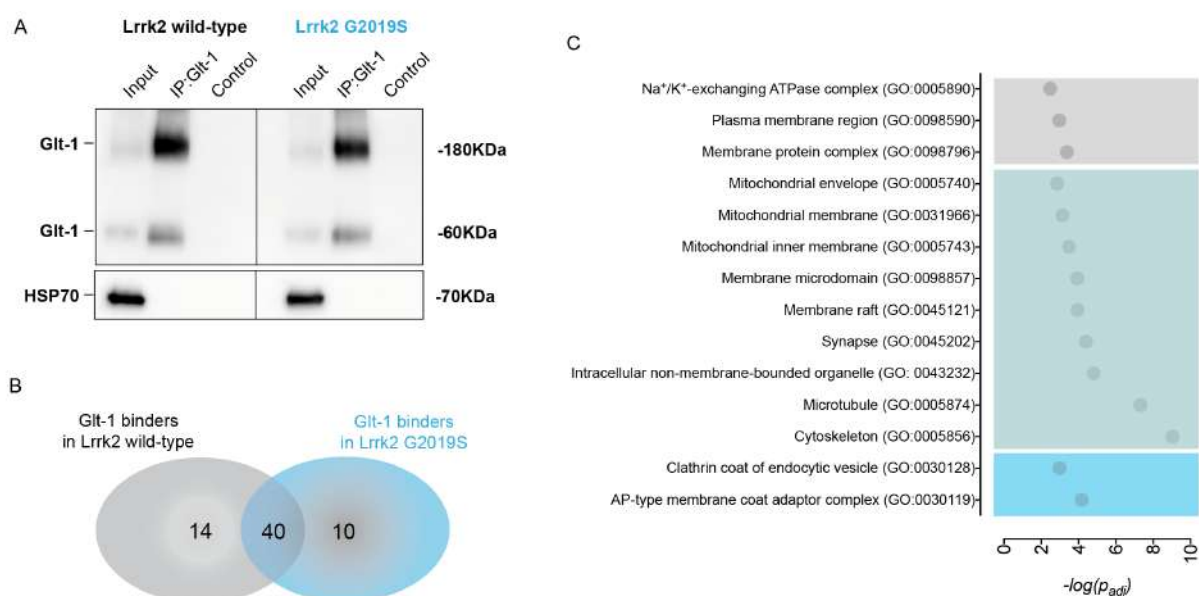 A
Lrrk2 wild-type
Lrrk2 G2019S
Input
IP:Glt-1
Control
Input
IP:Glt-1
Control
Glt-1
-180KDa
Glt-1
-60KDa
HSP70
-70KDa
B
Glt-1 binders
in Lrrk2 wild-type
Glt-1 binders
in Lrrk2 G2019S
14
40
10
C
Na⁺/K⁺-exchanging ATPase complex (GO:0005890)
Plasma membrane region (GO:0098590)
Membrane protein complex (GO:0098796)
Mitochondrial envelope (GO:0005740)
Mitochondrial membrane (GO:0031966)
Mitochondrial inner membrane (GO:0005743)
Membrane microdomain (GO:0098857)
Membrane raft (GO:0045121)
Synapse (GO:0045202)
Intracellular non-membrane-bounded organelle (GO: 0043232)
Microtubule (GO:0005874)
Cytoskeleton (GO:0005856)
Clathrin coat of endocytic vesicle (GO:0030128)
AP-type membrane coat adaptor complex (GO:0030119)
0
2
4
6
8
10
-log(padj)